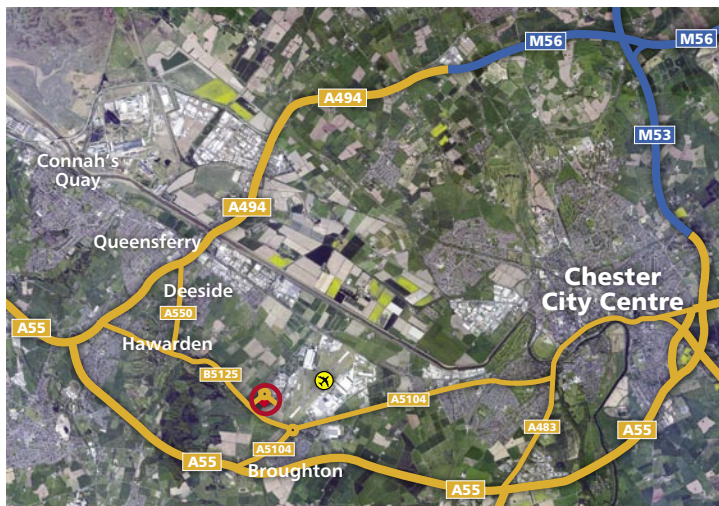 M56
M56
A494
M53
Connah's
Quay
A494
Queensferry
Chester
City Centre
Deeside
A550
A55
Hawarden
B5125
A5104
A483
A55
A5104
A55
Broughton
A55